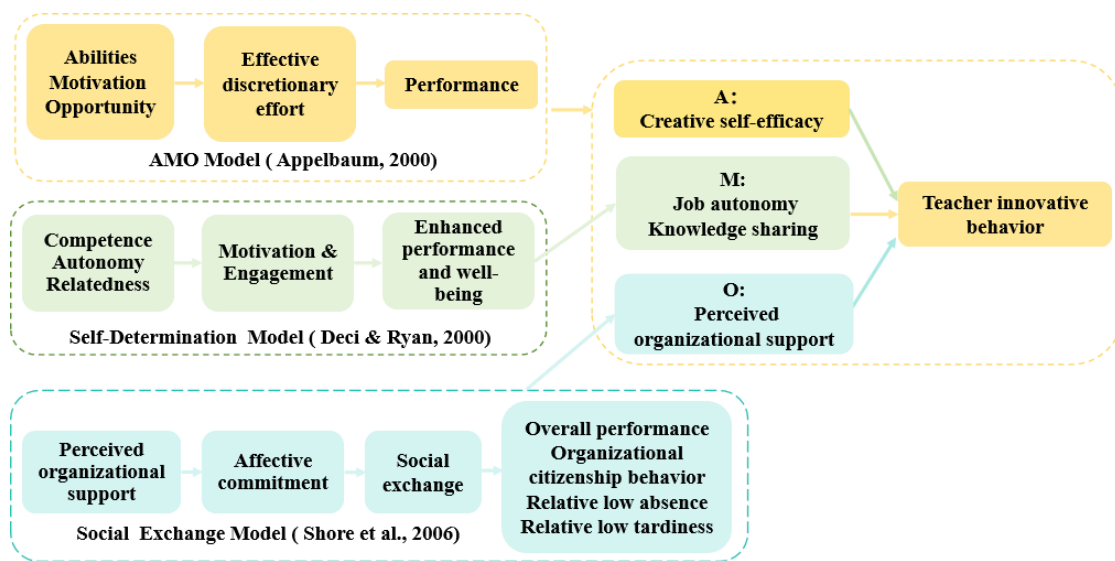 Abilities
Motivation
Opportunity
Effective
discretionary
effort
Performance
AMO Model ( Appelbaum, 2000)
Competence
Autonomy
Relatedness
Motivation &
Engagement
Enhanced
performance
and well-
being
Self-Determination Model ( Deci & Ryan, 2000)
Perceived
organizational
support
Affective
commitment
Social
exchange
Overall performance
Organizational
citizenship behavior
Relative low absence
Relative low tardiness
Social Exchange Model ( Shore et al., 2006)
A:
Creative self-efficacy
M:
Job autonomy
Knowledge sharing
O:
Perceived
organizational support
Teacher innovative
behavior